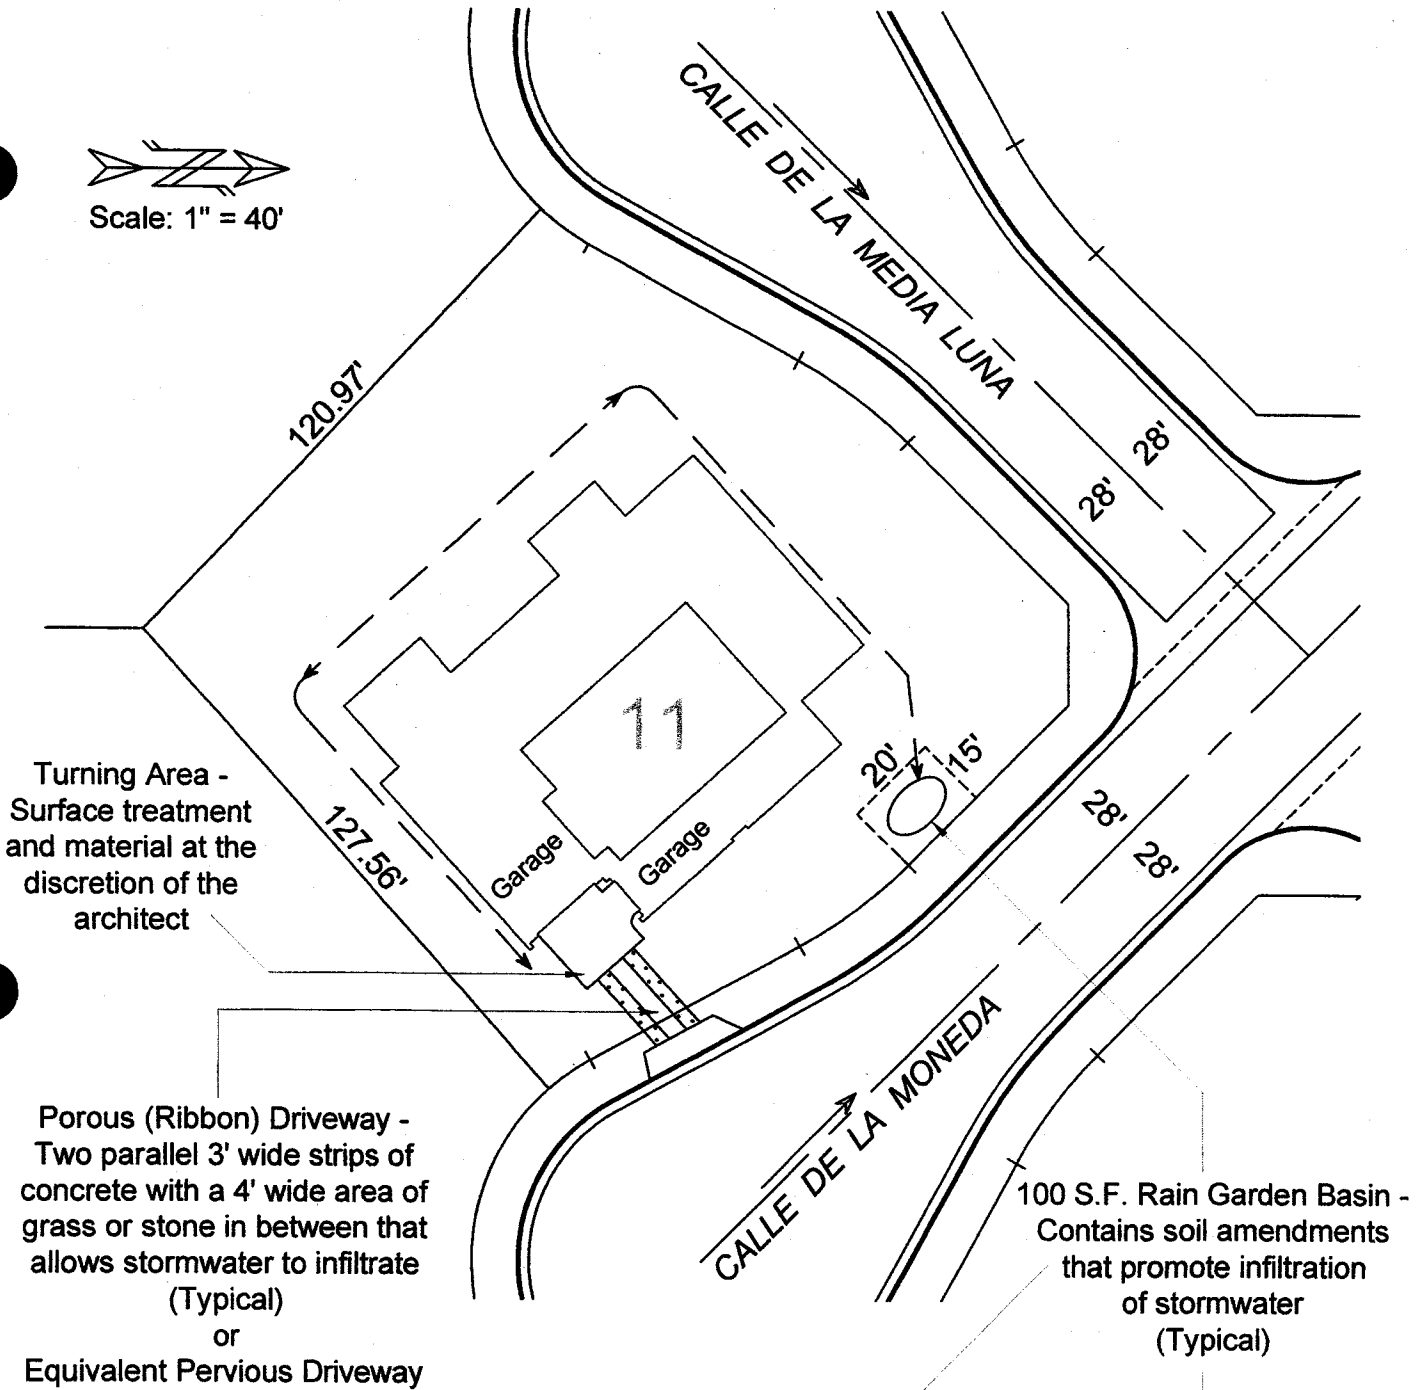 CALLE DE LA MEDIA LUNA
Scale: 1" = 40'
120.97'
28'
28'
11
20'
15'
Turning Area -
Surface treatment
and material at the
discretion of the
architect
127.56'
Garage
Garage
28'
28'
CALLE DE LA MONEDA
Porous (Ribbon) Driveway -
Two parallel 3' wide strips of
concrete with a 4' wide area of
grass or stone in between that
allows stormwater to infiltrate
(Typical)
or
Equivalent Pervious Driveway
100 S.F. Rain Garden Basin -
Contains soil amendments
that promote infiltration
of stormwater
(Typical)